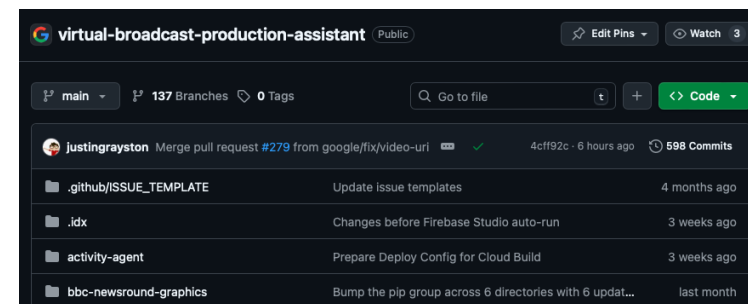 virtual-broadcast-production-assistant Public Edit Pins Watch 3
main 137 Branches 0 Tags Go to file t + <> Code
justingrayston Merge pull request #279 from google/fix/video-uri 4cff92c · 6 hours ago 598 Commits
.github/ISSUE_TEMPLATE Update issue templates 4 months ago
.idx Changes before Firebase Studio auto-run 3 weeks ago
activity-agent Prepare Deploy Config for Cloud Build 3 weeks ago
bbc-newsround-graphics Bump the pip group across 6 directories with 6 updat... last month